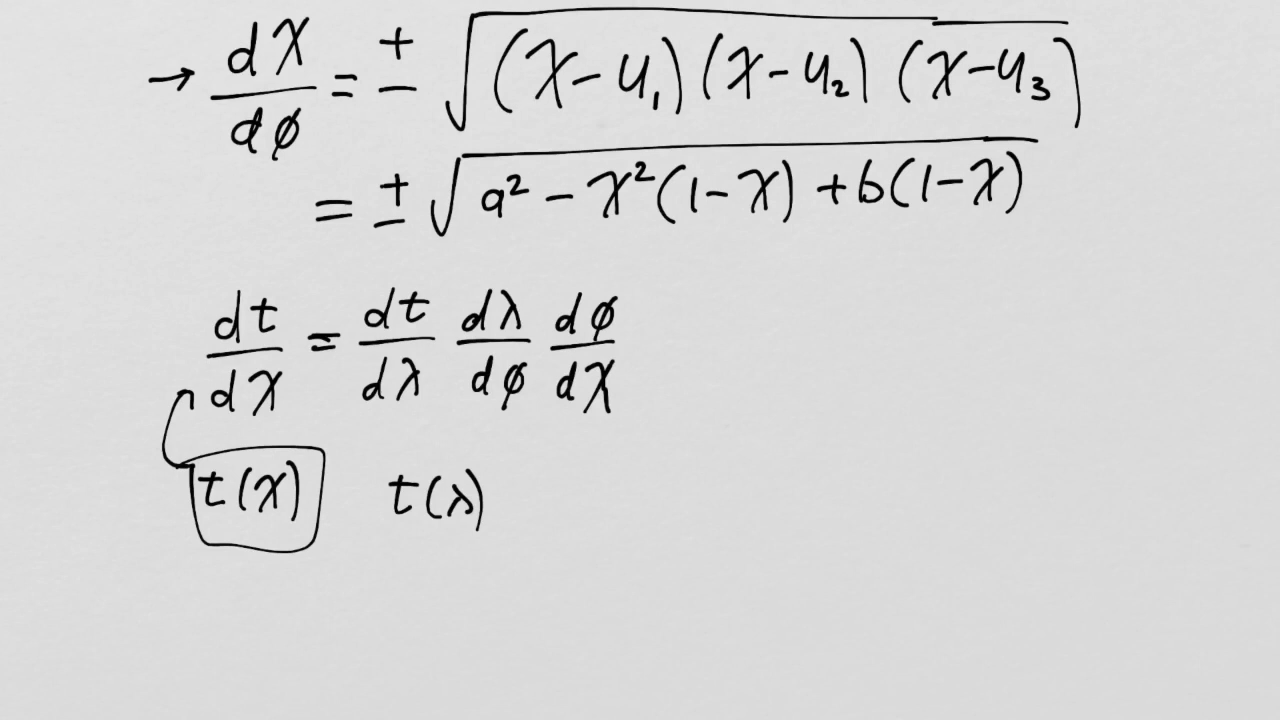 → dχ/dφ = ± √((χ-u₁)(χ-u₂)(χ-u₃))
= ± √(a² - χ²(1-χ) + b(1-χ))
dt/dχ = dt/dλ dλ/dφ dφ/dχ
t(χ) t(λ)